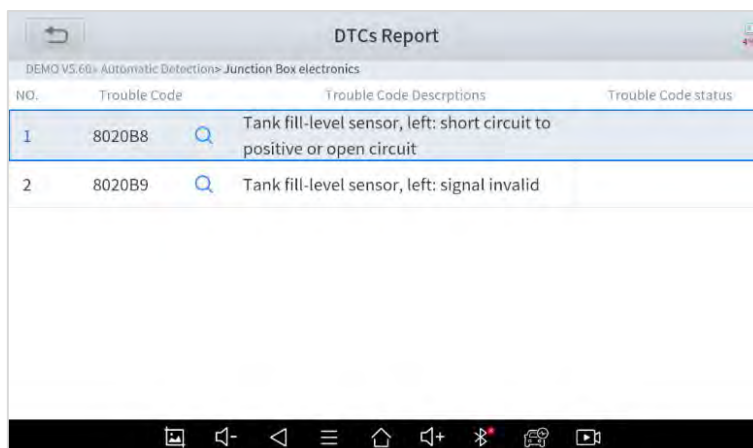 DTCs Report
DEMO V5.60> Automatic Detection> Junction Box electronics
NO. Trouble Code Trouble Code Descrptions Trouble Code status
1 8020B8 Tank fill-level sensor, left: short circuit to
positive or open circuit
2 8020B9 Tank fill-level sensor, left: signal invalid